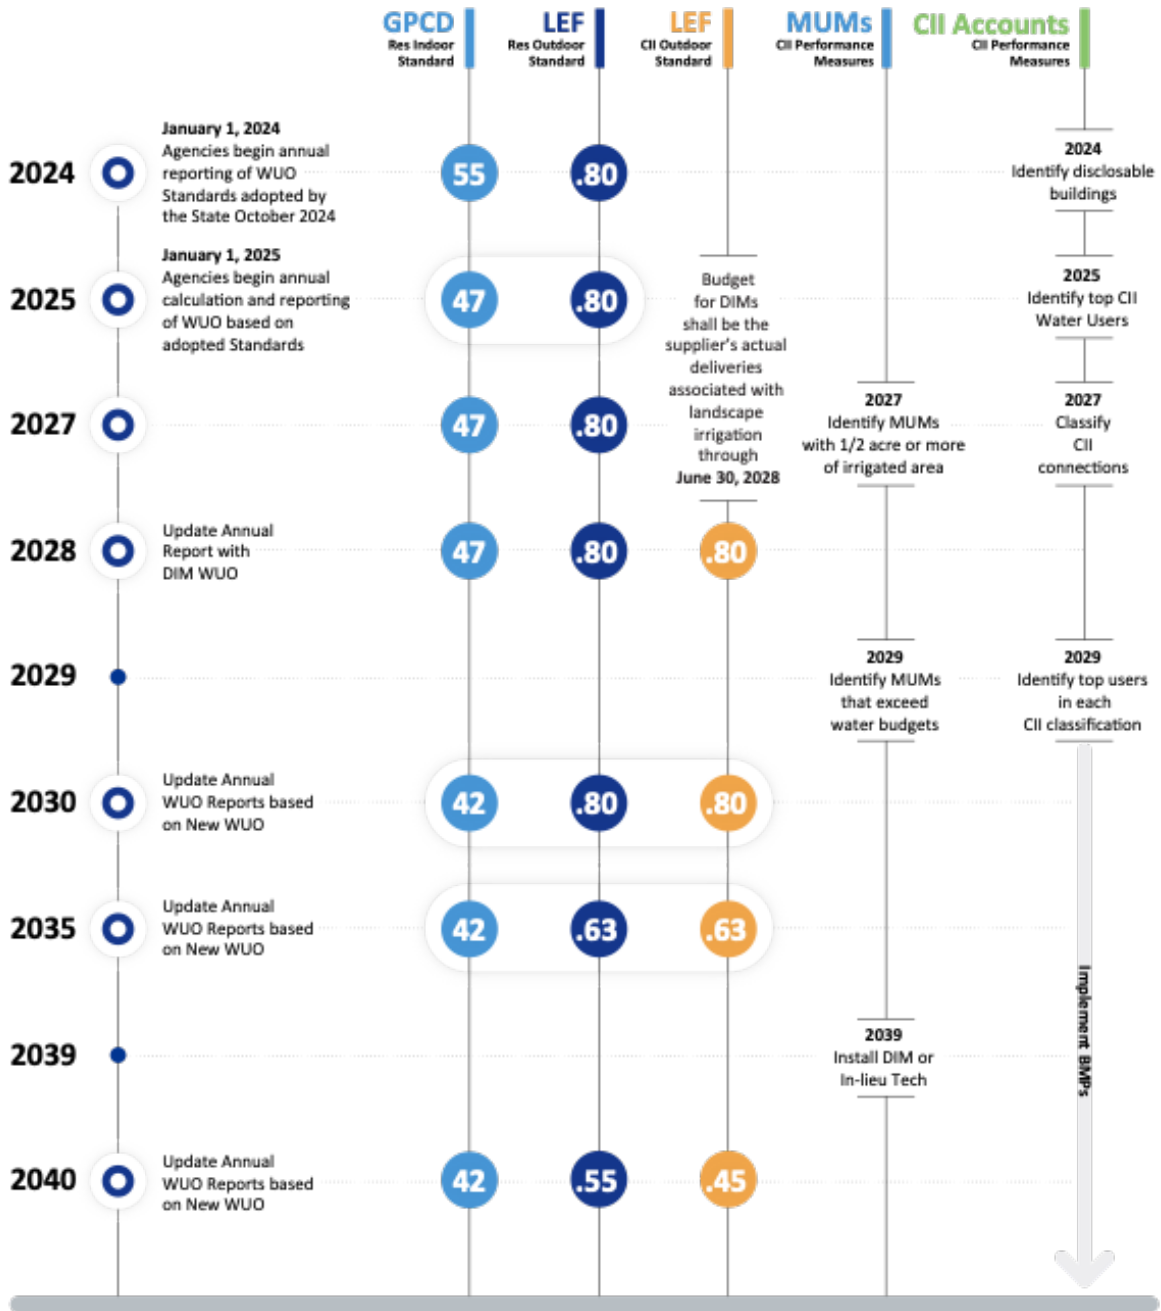 GPCD
Res Indoor
Standard
LEF
Res Outdoor
Standard
LEF
CII Outdoor
Standard
MUMs
CII Performance
Measures
CII Accounts
CII Performance
Measures
2024
January 1, 2024
Agencies begin annual
reporting of WUO
Standards adopted by
the State October 2024
55
.80
2024
Identify disclosable
buildings
2025
January 1, 2025
Agencies begin annual
calculation and reporting
of WUO based on
adopted Standards
47
.80
Budget
for DIMs
shall be the
supplier's actual
deliveries
associated with
landscape
irrigation
through
June 30, 2028
2025
Identify top CII
Water Users
2027
47
.80
2027
Identify MUMs
with 1/2 acre or more
of irrigated area
2027
Classify
CII
connections
2028
Update Annual
Report with
DIM WUO
47
.80
.80
2029
2029
Identify MUMs
that exceed
water budgets
2029
Identify top users
in each
CII classification
2030
Update Annual
WUO Reports based
on New WUO
42
.80
.80
2035
Update Annual
WUO Reports based
on New WUO
42
.63
.63
Implement BMPs
2039
2039
Install DIM or
In-lieu Tech
2040
Update Annual
WUO Reports based
on New WUO
42
.55
.45